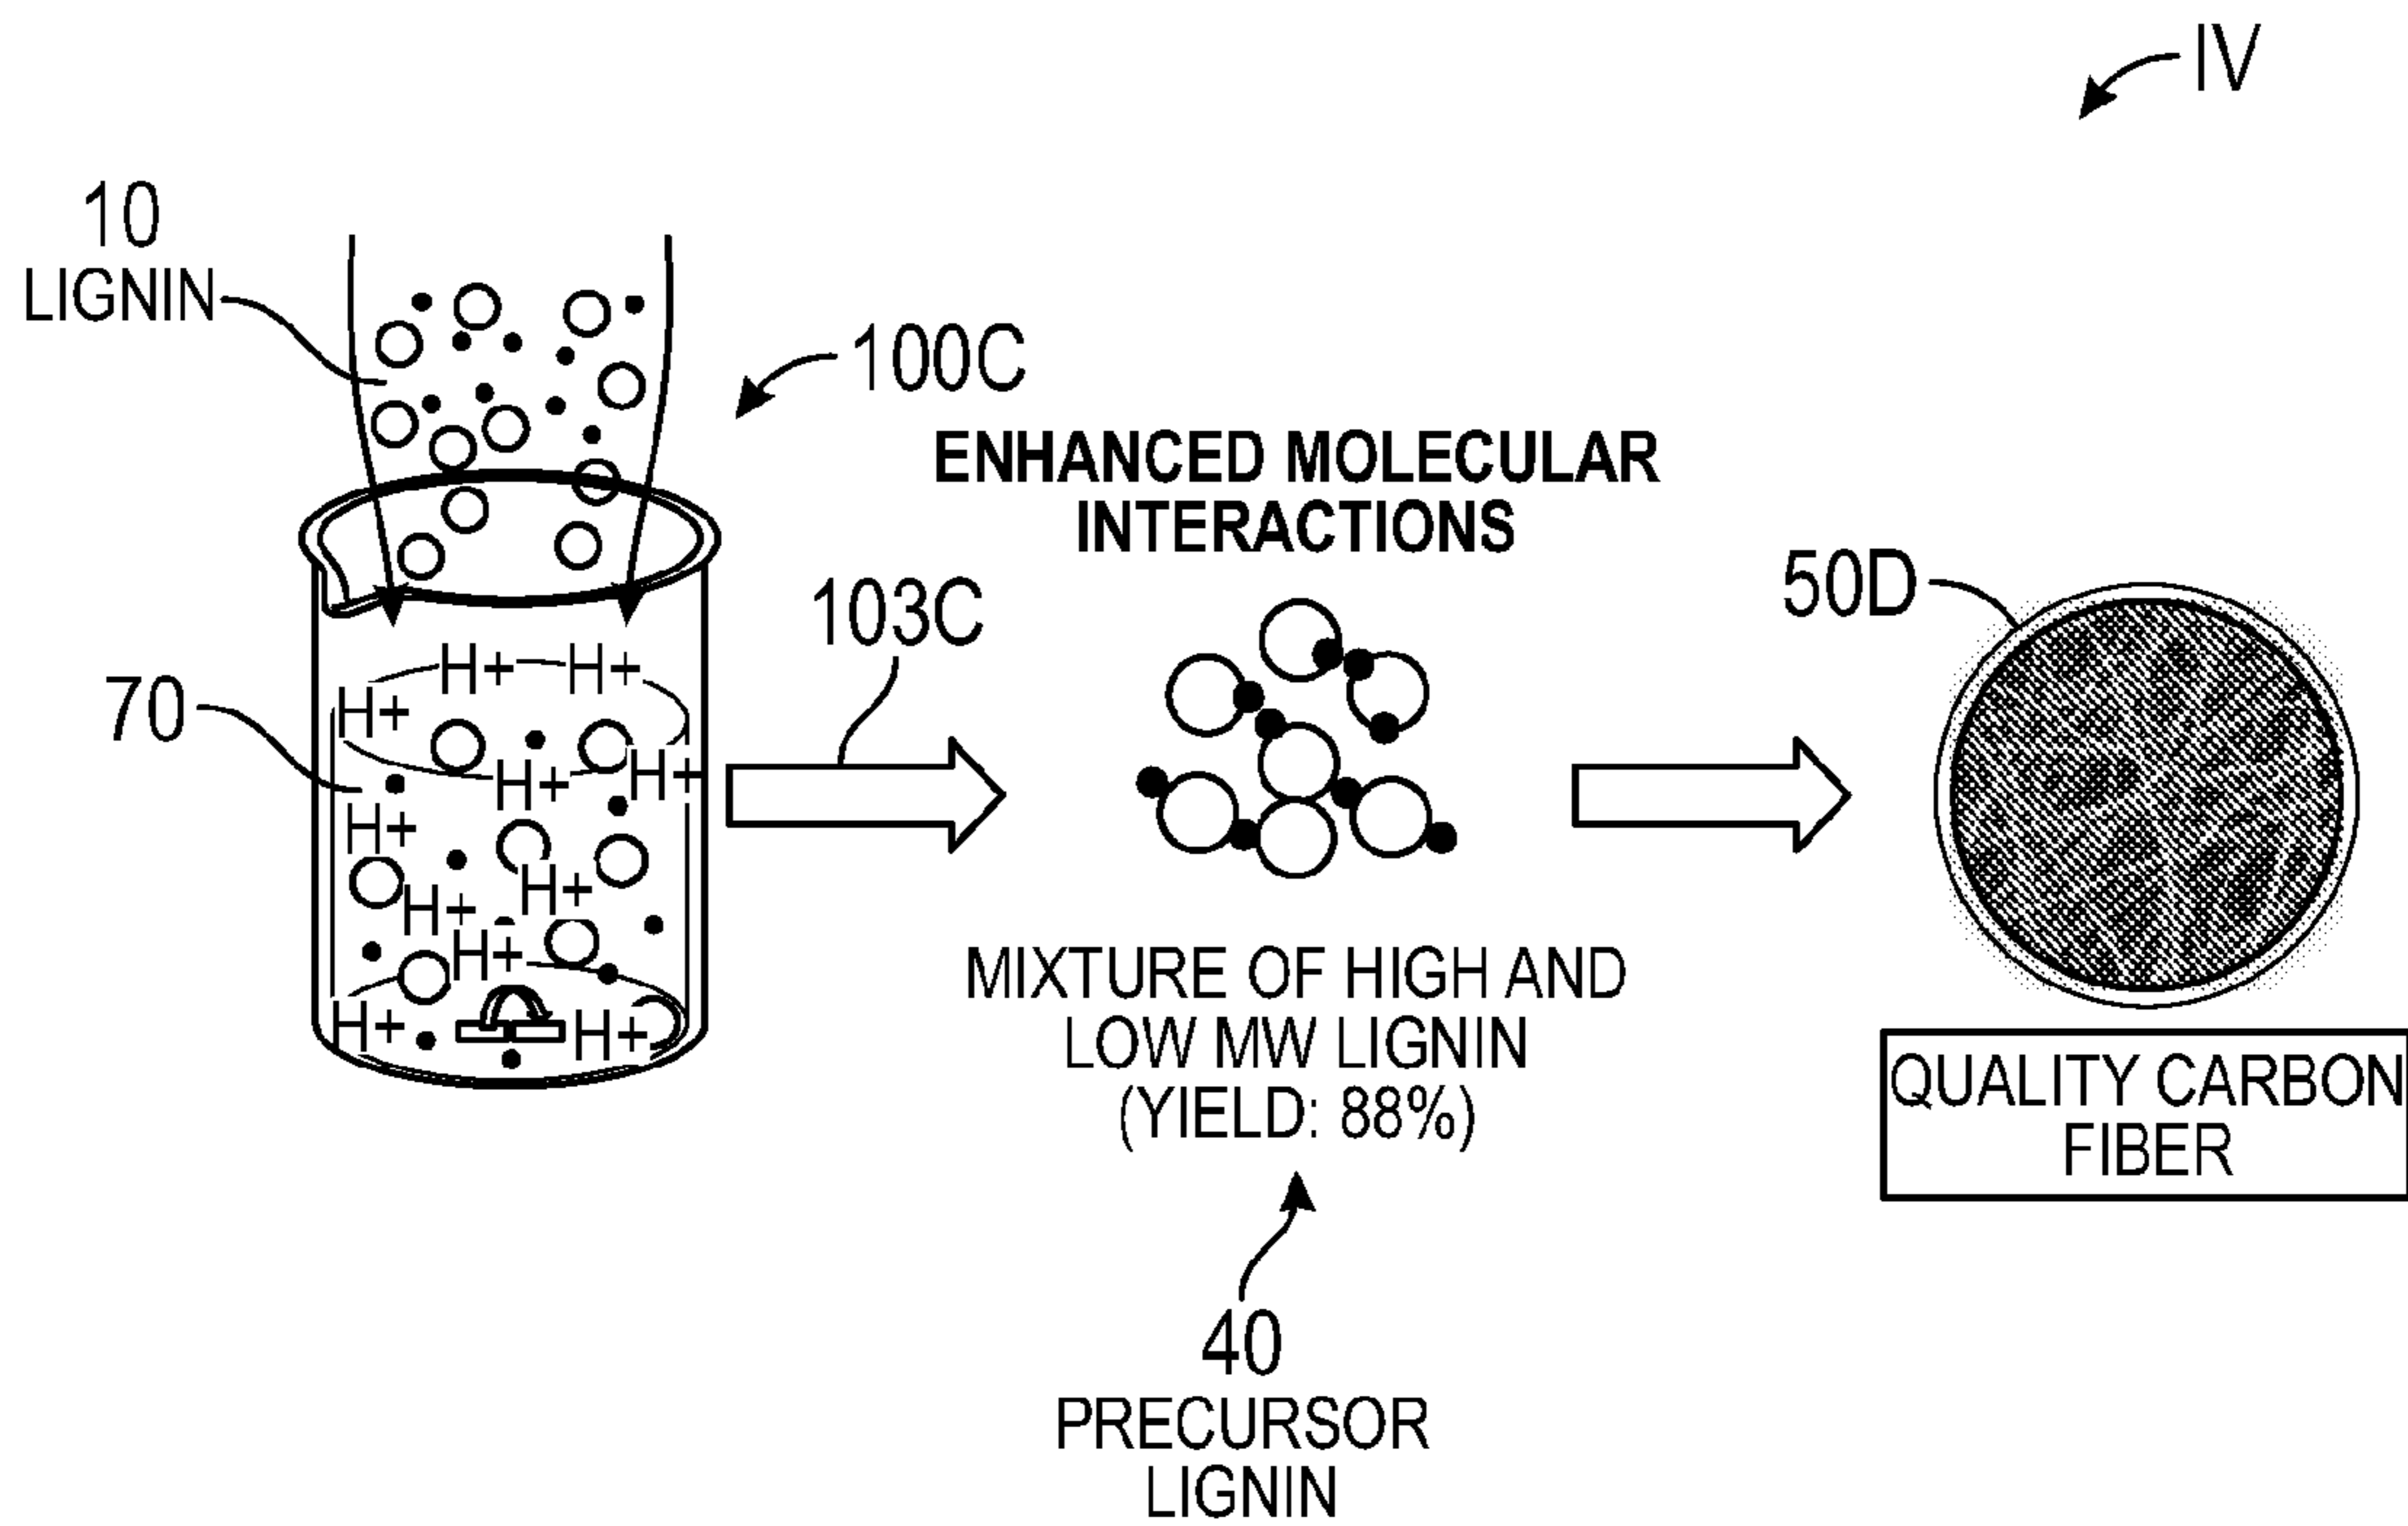 IV
10
LIGNIN
100C
ENHANCED MOLECULAR
INTERACTIONS
103C
50D
70
H+ H+
H+
H+ H+
H+
H+
H+
H+
H+ H+
MIXTURE OF HIGH AND
LOW MW LIGNIN
(YIELD: 88%)
QUALITY CARBON
FIBER
40
PRECURSOR
LIGNIN